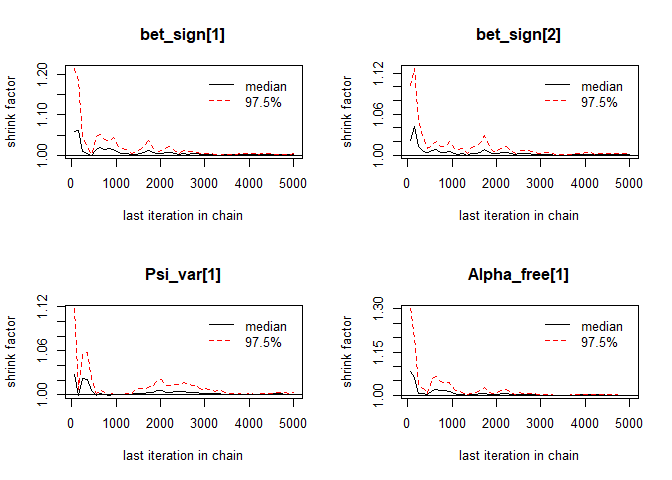 bet_sign[1]
shrink factor
1.00 1.10 1.20
median
97.5%
0 1000 2000 3000 4000 5000
last iteration in chain
bet_sign[2]
shrink factor
1.00 1.06 1.12
median
97.5%
0 1000 2000 3000 4000 5000
last iteration in chain
Psi_var[1]
shrink factor
1.00 1.06 1.12
median
97.5%
0 1000 2000 3000 4000 5000
last iteration in chain
Alpha_free[1]
shrink factor
1.00 1.15 1.30
median
97.5%
0 1000 2000 3000 4000 5000
last iteration in chain